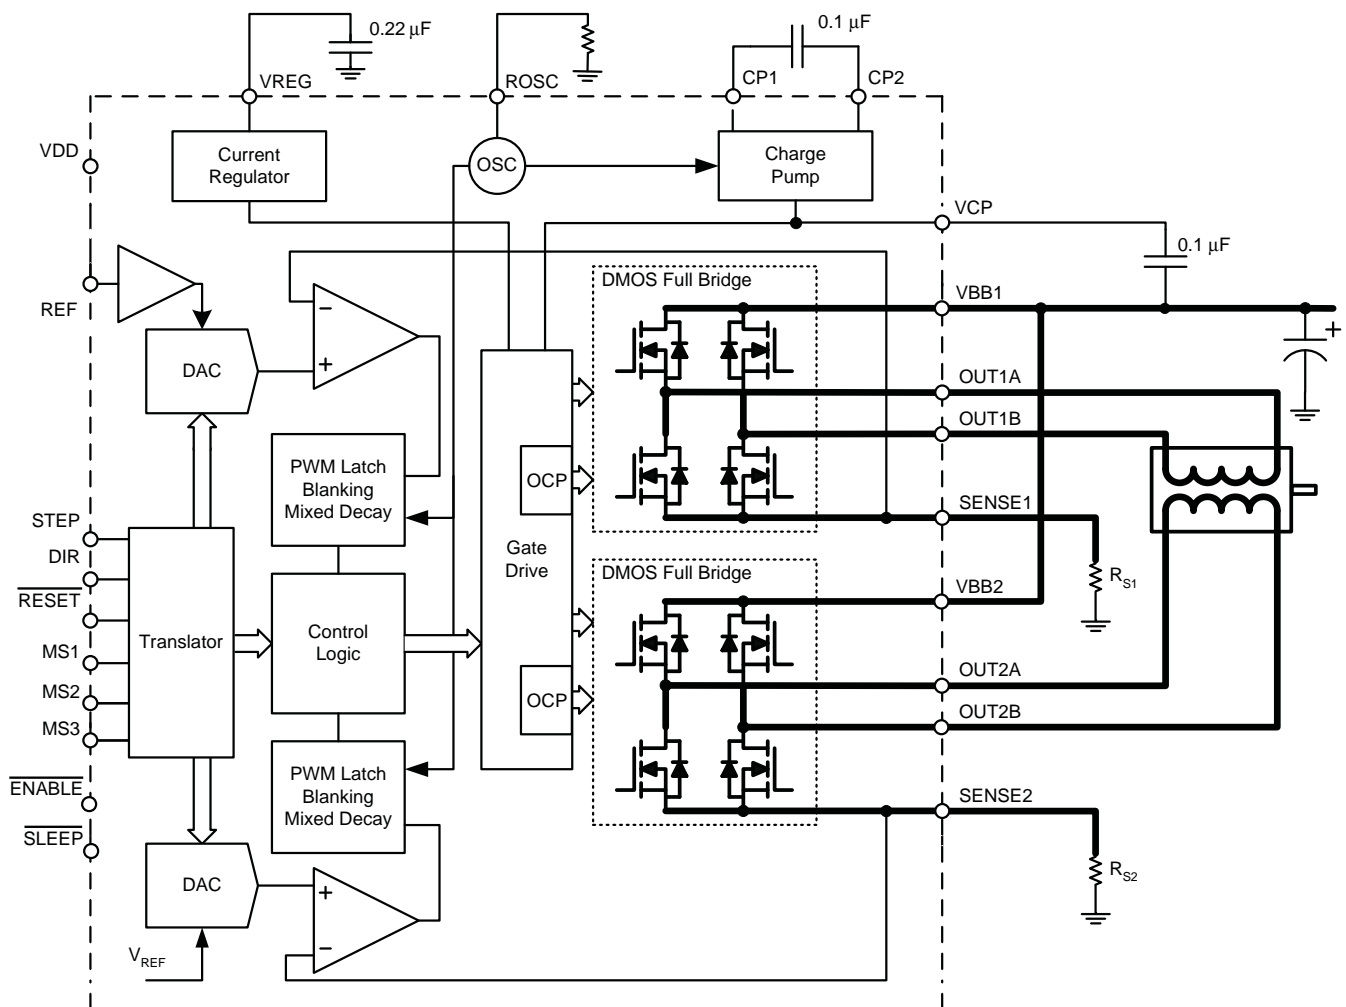 0.22 µF
0.1 µF
VREG
ROSC
CP1
CP2
VDD
Current
Regulator
OSC
Charge
Pump
VCP
0.1 µF
REF
DMOS Full Bridge
VBB1
−
+
DAC
+
OUT1A
OUT1B
PWM Latch
Blanking
Mixed Decay
OCP
SENSE1
STEP
DIR
RESET
MS1
MS2
MS3
Translator
Control
Logic
Gate
Drive
DMOS Full Bridge
RS1
VBB2
OUT2A
OCP
OUT2B
ENABLE
SLEEP
PWM Latch
Blanking
Mixed Decay
SENSE2
DAC
+
−
RS2
VREF